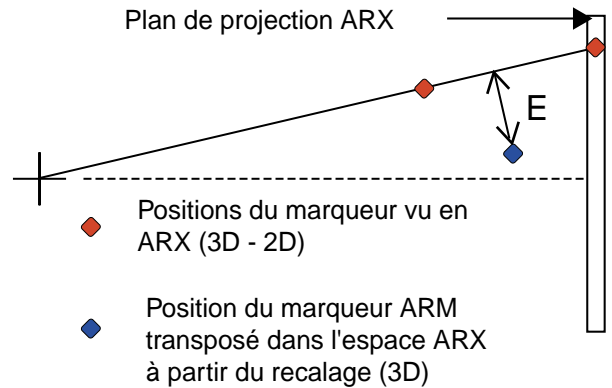 Plan de projection ARX
E
Positions du marqueur vu en
ARX (3D - 2D)
Position du marqueur ARM
transposé dans l'espace ARX
à partir du recalage (3D)